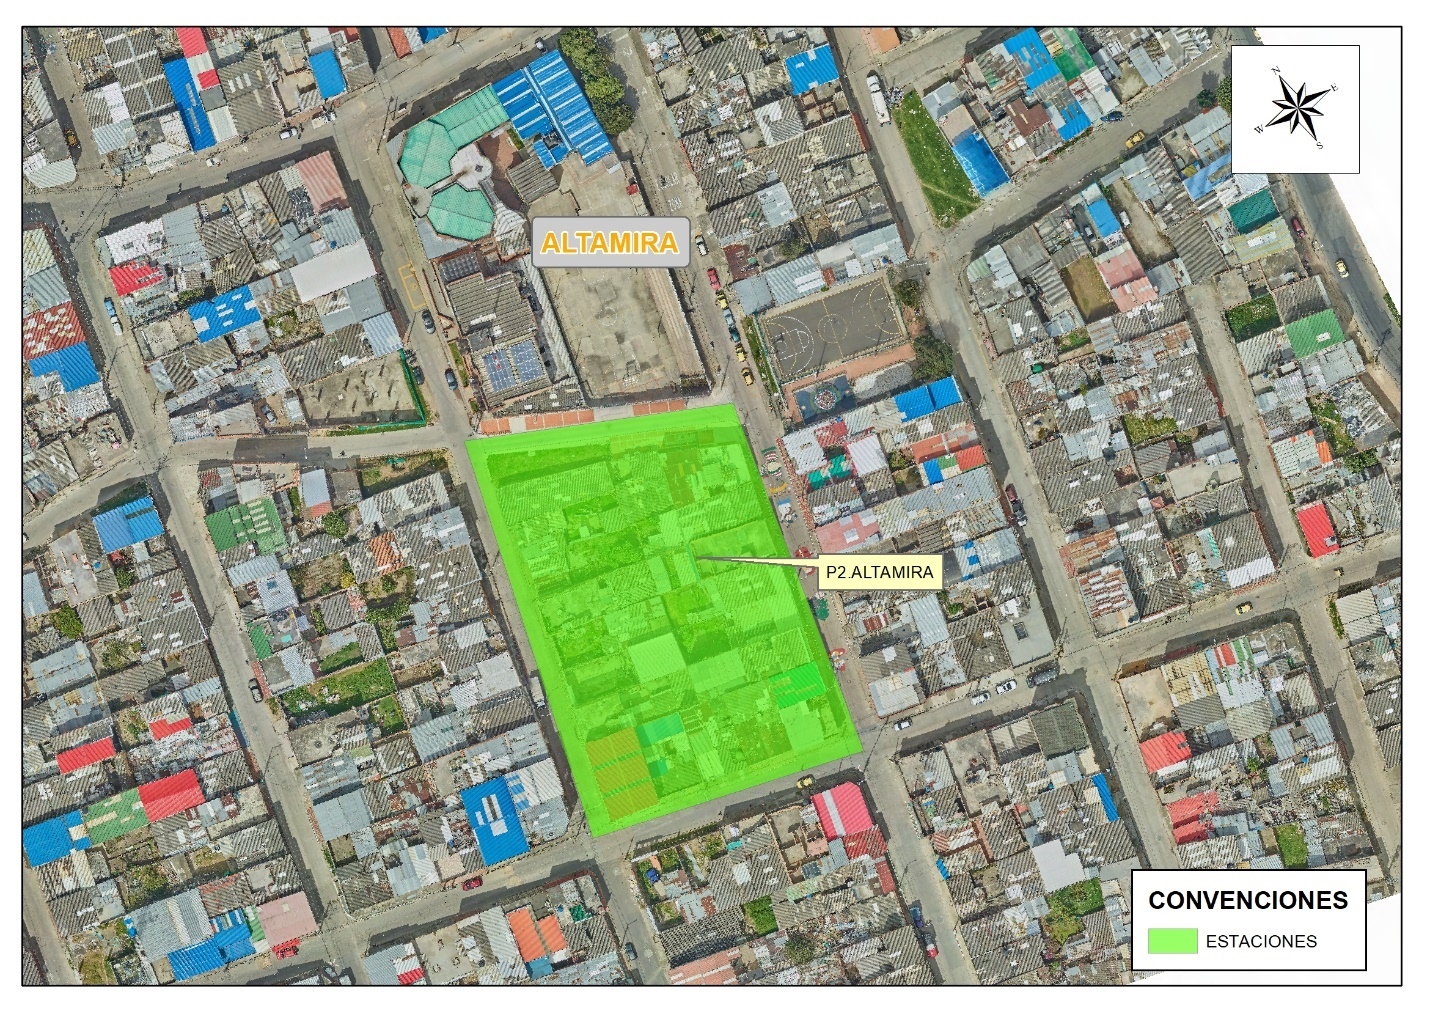 N
E
W
S
ALTAMIRA
P2.ALTAMIRA
CONVENCIONES
ESTACIONES